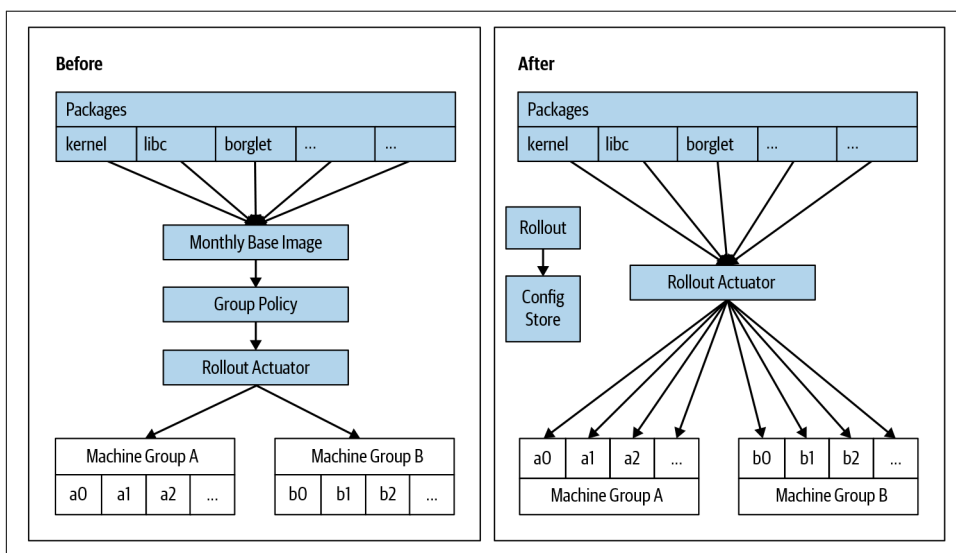 Before
Packages
kernel libc borglet ... ...
Monthly Base Image
Group Policy
Rollout Actuator
Machine Group A Machine Group B
a0 a1 a2 ... b0 b1 b2 ...
After
Packages
kernel libc borglet ... ...
Rollout
Config
Store
Rollout Actuator
a0 a1 a2 ... b0 b1 b2 ...
Machine Group A Machine Group B